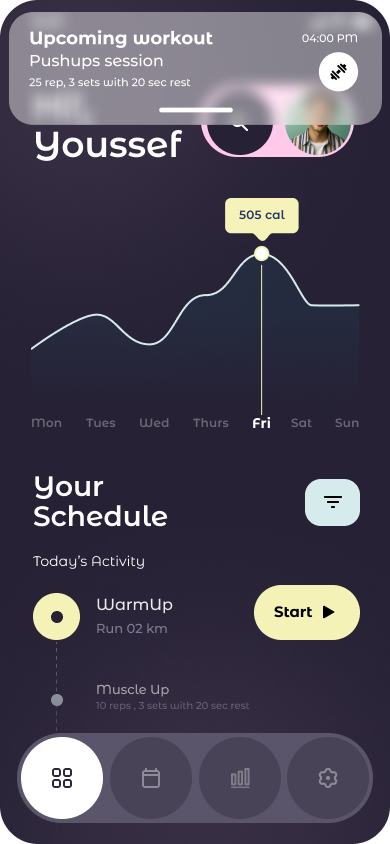 Upcoming workout
04:00 PM
Pushups session
25 rep, 3 sets with 20 sec rest
Youssef
505 cal
Mon Tues Wed Thurs Fri Sat Sun
Your
Schedule
Today's Activity
WarmUp
Run 02 km
Start
Muscle Up
10 reps , 3 sets with 20 sec rest